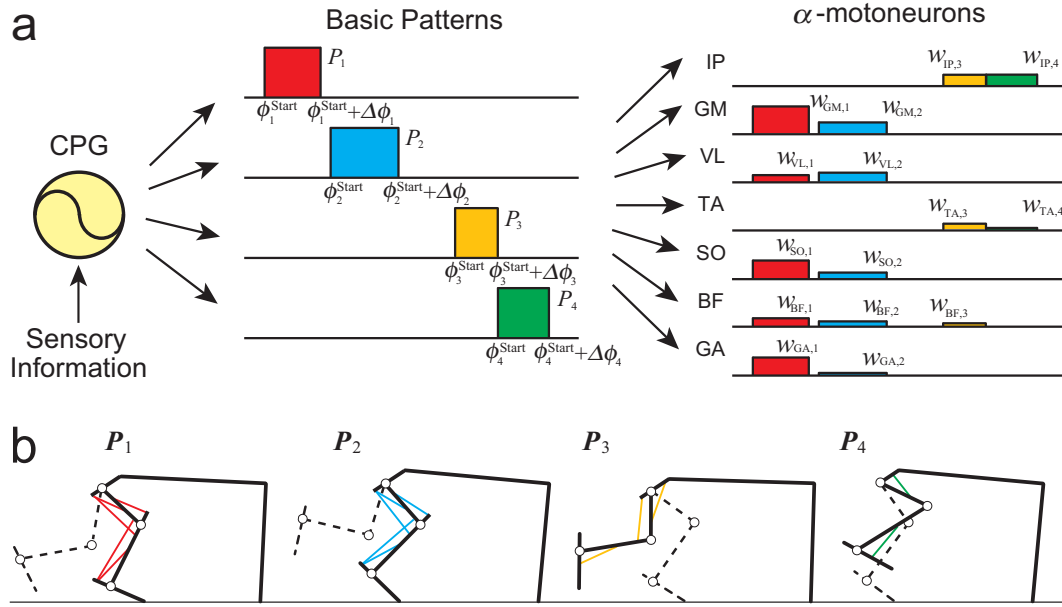 a
Basic Patterns
α-motoneurons
CPG
Sensory
Information
P1
ϕ1Start ϕ1Start+Δϕ1
P2
ϕ2Start ϕ2Start+Δϕ2
P3
ϕ3Start ϕ3Start+Δϕ3
P4
ϕ4Start ϕ4Start+Δϕ4
IP wIP,3 wIP,4
GM wGM,1 wGM,2
VL wVL,1 wVL,2
TA wTA,3 wTA,4
SO wSO,1 wSO,2
BF wBF,1 wBF,2 wBF,3
GA wGA,1 wGA,2
b
P1 P2 P3 P4